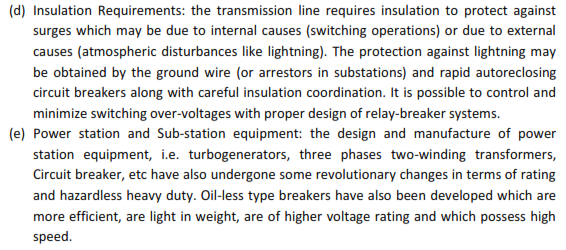 (d) Insulation Requirements: the transmission line requires insulation to protect against
surges which may be due to internal causes (switching operations) or due to external
causes (atmospheric disturbances like lightning). The protection against lightning may
be obtained by the ground wire (or arrestors in substations) and rapid autoreclosing
circuit breakers along with careful insulation coordination. It is possible to control and
minimize switching over-voltages with proper design of relay-breaker systems.
(e) Power station and Sub-station equipment: the design and manufacture of power
station equipment, i.e. turbogenerators, three phases two-winding transformers,
Circuit breaker, etc have also undergone some revolutionary changes in terms of rating
and hazardless heavy duty. Oil-less type breakers have also been developed which are
more efficient, are light in weight, are of higher voltage rating and which possess high
speed.